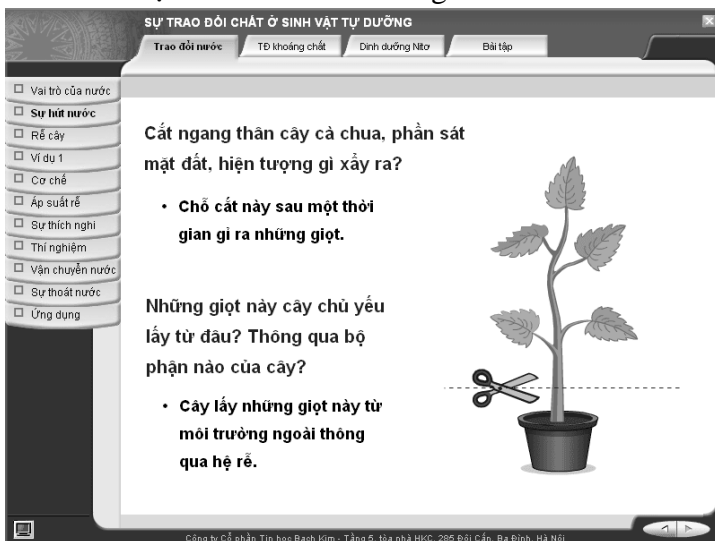 SỰ TRAO ĐỔI CHẤT Ở SINH VẬT TỰ DƯỠNG
Trao đổi nước
TĐ khoáng chất
Dinh dưỡng Nitơ
Bài tập
Vai trò của nước
Sự hút nước
Rễ cây
Ví dụ 1
Cơ chế
Áp suất rễ
Sự thích nghi
Thí nghiệm
Vận chuyển nước
Sự thoát nước
Ứng dụng
Cắt ngang thân cây cà chua, phần sát
mặt đất, hiện tượng gì xẩy ra?
• Chỗ cắt này sau một thời
gian gỉ ra những giọt.
Những giọt này cây chủ yếu
lấy từ đâu? Thông qua bộ
phận nào của cây?
• Cây lấy những giọt này từ
môi trường ngoài thông
qua hệ rễ.
Công ty Cổ phần Tin học Bạch Kim - Tầng 5, tòa nhà HKC, 285 Đội Cấn, Ba Đình, Hà Nội